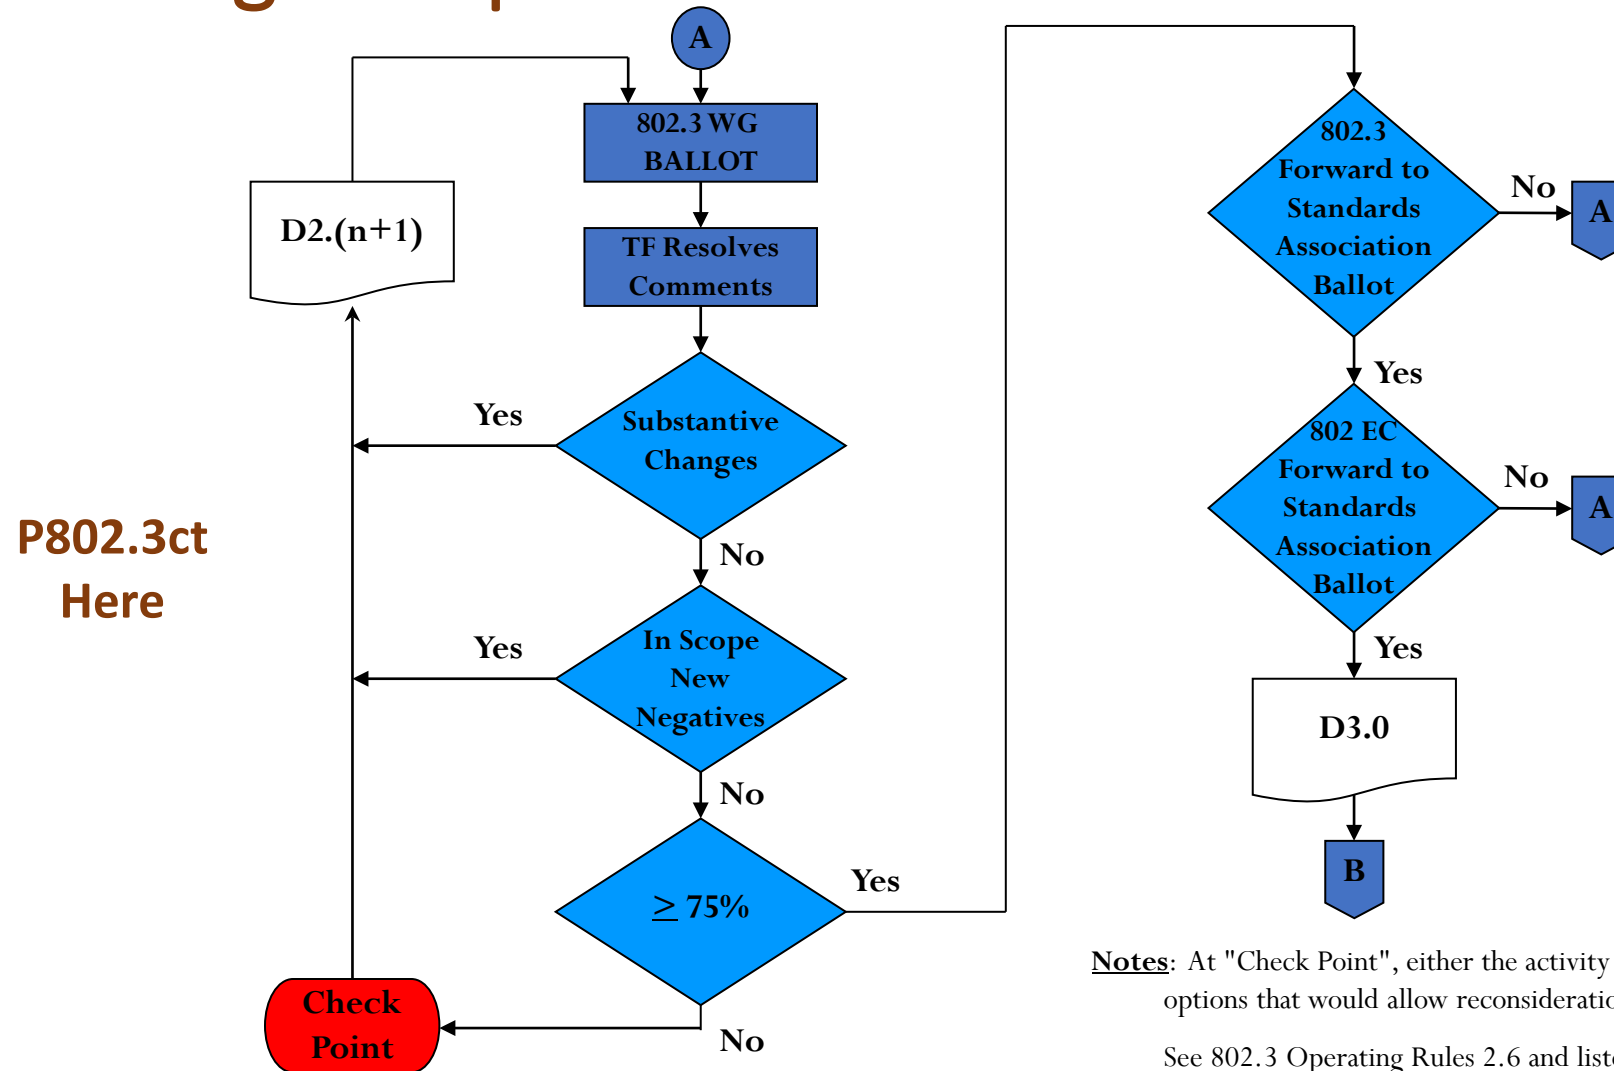 A
802.3 WG
BALLOT
D2.(n+1)
TF Resolves
Comments
Yes
Substantive
Changes
No
P802.3ct
Here
Yes
In Scope
New
Negatives
No
≥ 75%
Yes
Check
Point
No
802.3
Forward to
Standards
Association
Ballot
No
A
Yes
802 EC
Forward to
Standards
Association
Ballot
No
A
Yes
D3.0
B
Notes: At "Check Point", either the activity
options that would allow
See 802.3 Operating Rules 2.6 and